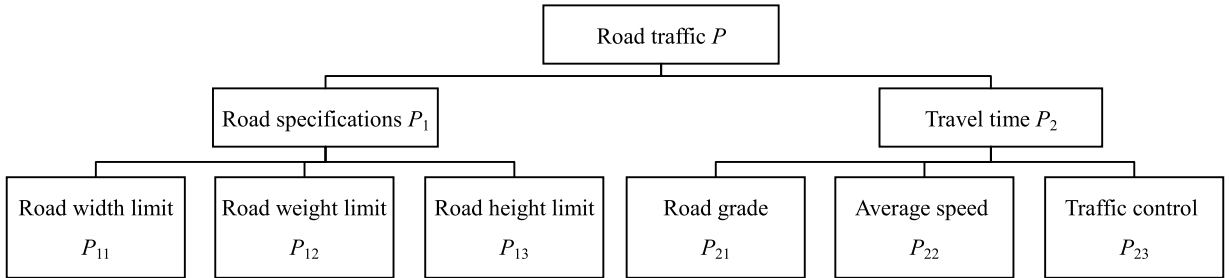 Road traffic P
Road specifications P₁
Travel time P₂
Road width limit
P₁₁
Road weight limit
P₁₂
Road height limit
P₁₃
Road grade
P₂₁
Average speed
P₂₂
Traffic control
P₂₃